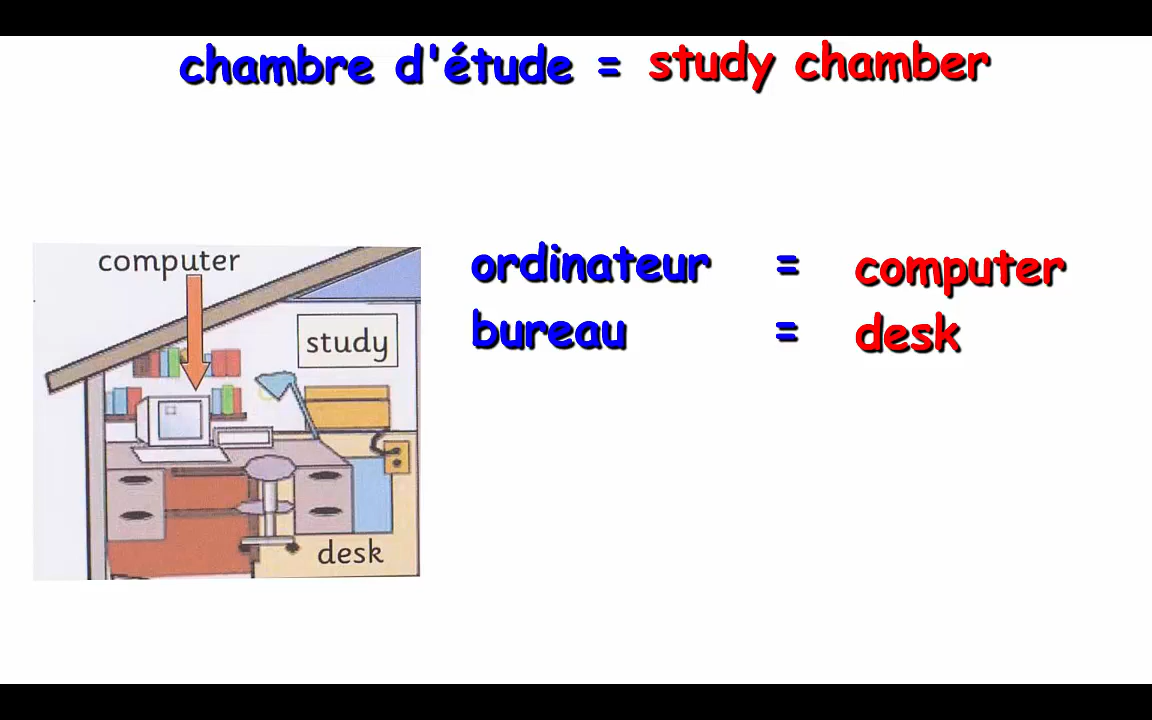 chambre d'étude = study chamber
computer
study
desk
ordinateur = computer
bureau = desk